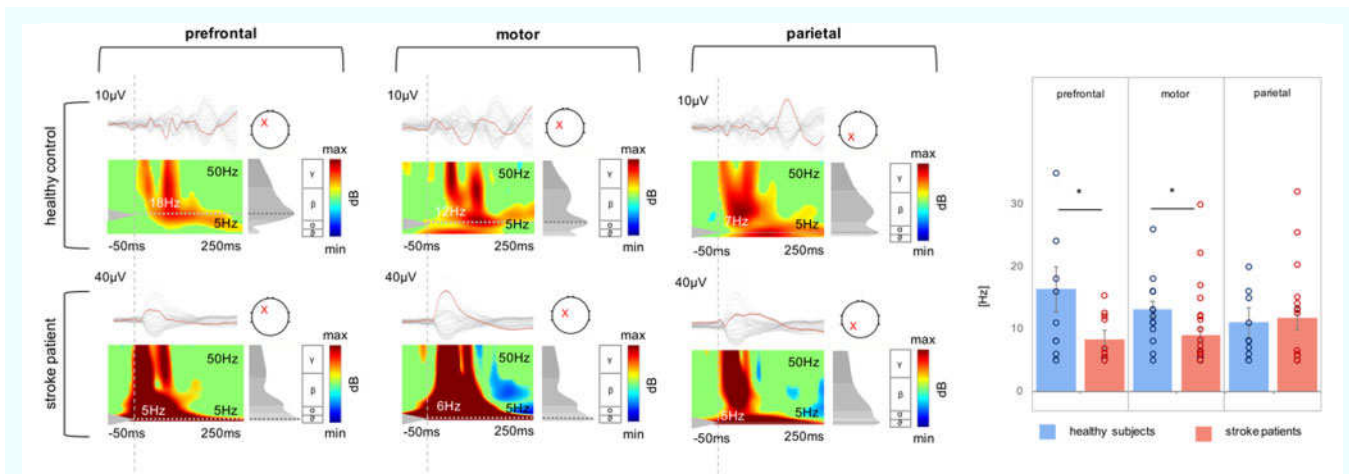 prefrontal
motor
parietal
healthy control
10µV
10µV
10µV
50Hz
18Hz
5Hz
γ
β
max
dB
min
50Hz
12Hz
5Hz
γ
β
max
dB
min
50Hz
7Hz
5Hz
γ
β
max
dB
min
-50ms
250ms
-50ms
250ms
-50ms
250ms
stroke patient
40µV
40µV
40µV
50Hz
5Hz
5Hz
γ
β
max
dB
min
50Hz
6Hz
5Hz
γ
β
max
dB
min
50Hz
5Hz
5Hz
γ
β
max
dB
min
-50ms
250ms
-50ms
250ms
-50ms
250ms
prefrontal
motor
parietal
*
*
[Hz]
30
20
10
0
healthy subjects
stroke patients